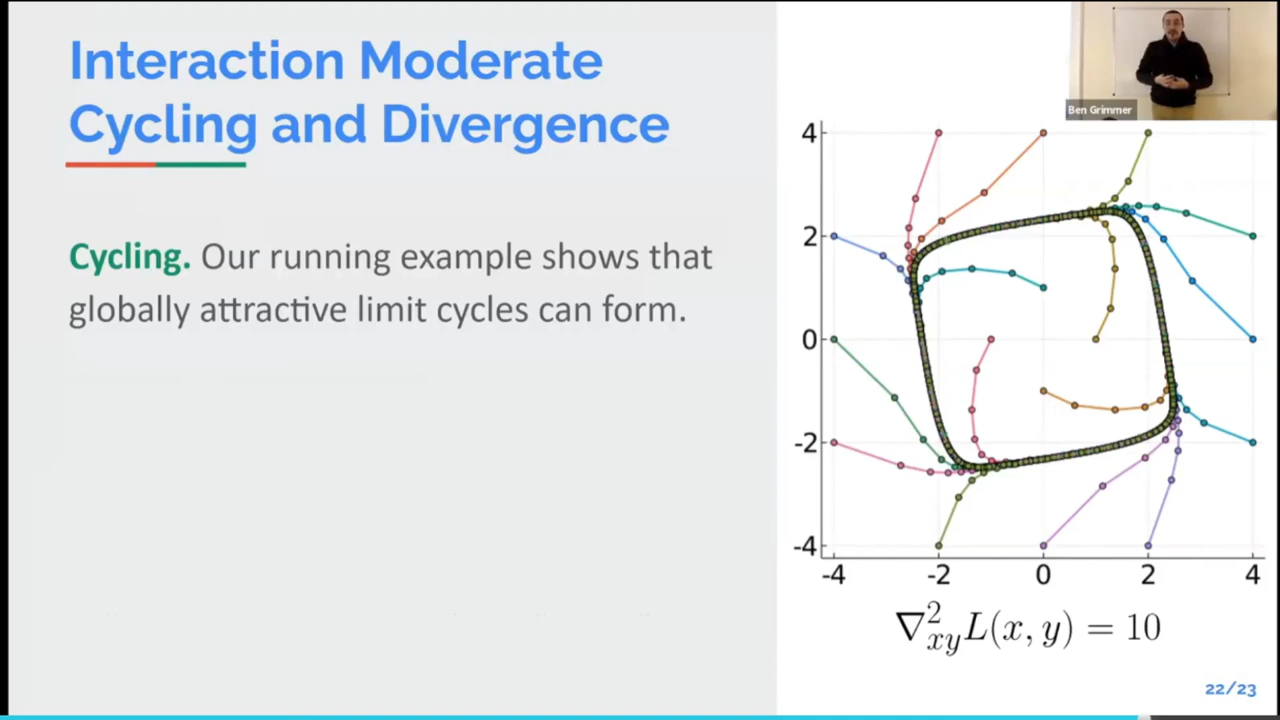 Interaction Moderate
Cycling and Divergence
Cycling. Our running example shows that
globally attractive limit cycles can form.
Ben Grimmer
4
2
0
-2
-4
-4 -2 0 2 4
∇²xyL(x, y) = 10
22/23